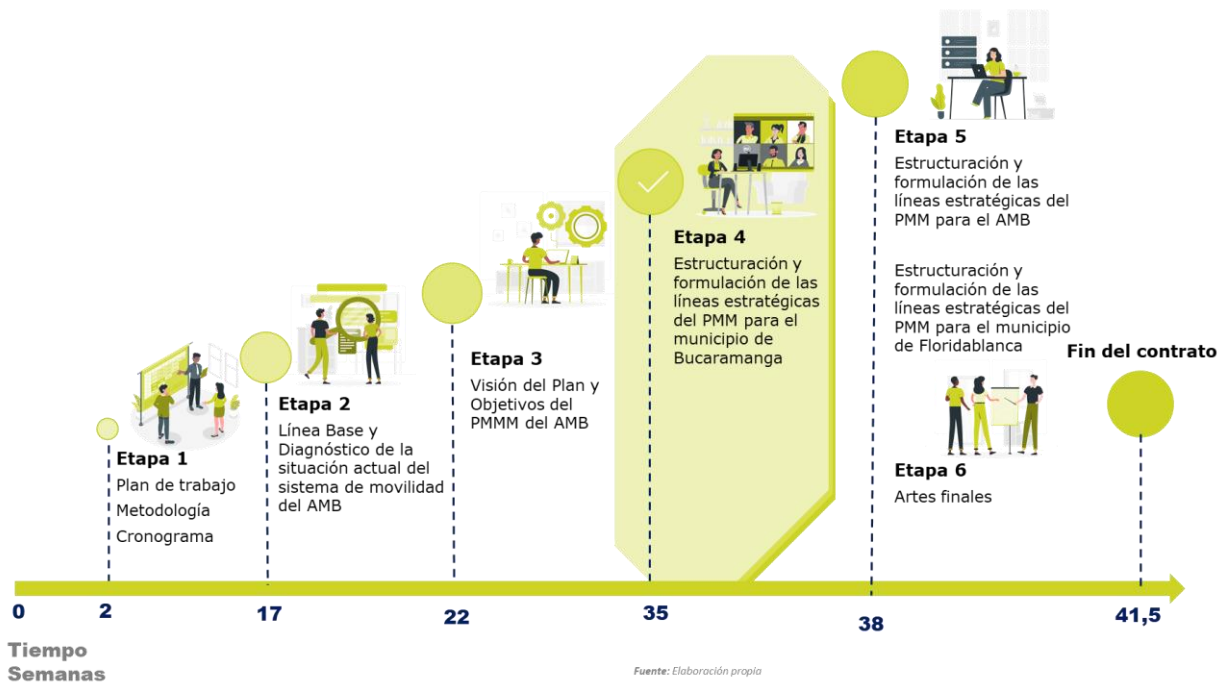 Etapa 1
Plan de trabajo
Metodología
Cronograma
Etapa 2
Línea Base y
Diagnóstico de la
situación actual del
sistema de movilidad
del AMB
Etapa 3
Visión del Plan y
Objetivos del
PMMM del AMB
Etapa 4
Estructuración y
formulación de las
líneas estratégicas
del PMM para el
municipio de
Bucaramanga
Etapa 5
Estructuración y
formulación de las
líneas estratégicas del
PMM para el AMB
Estructuración y
formulación de las
líneas estratégicas del
PMM para el municipio
de Floridablanca
Etapa 6
Artes finales
Fin del contrato
0
2
17
22
35
38
41,5
Tiempo
Semanas
Fuente: Elaboración propia